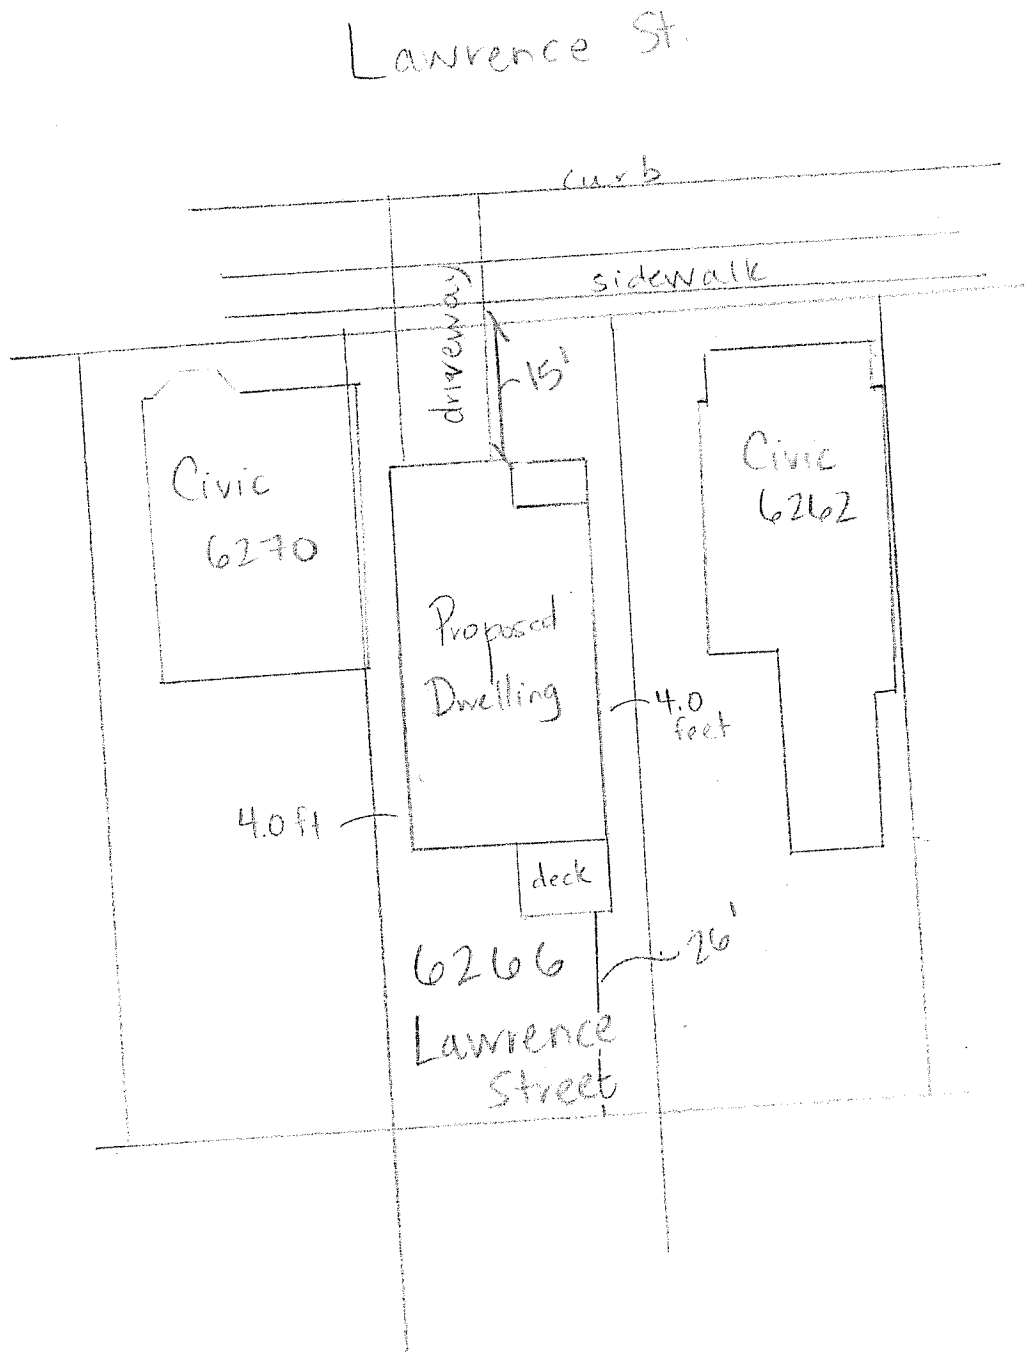 Lawrence St.
curb
sidewalk
driveway
15'
Civic
6270
Civic
6262
Proposed
Dwelling
4.0
feet
4.0 ft
deck
26'
6266
Lawrence
Street